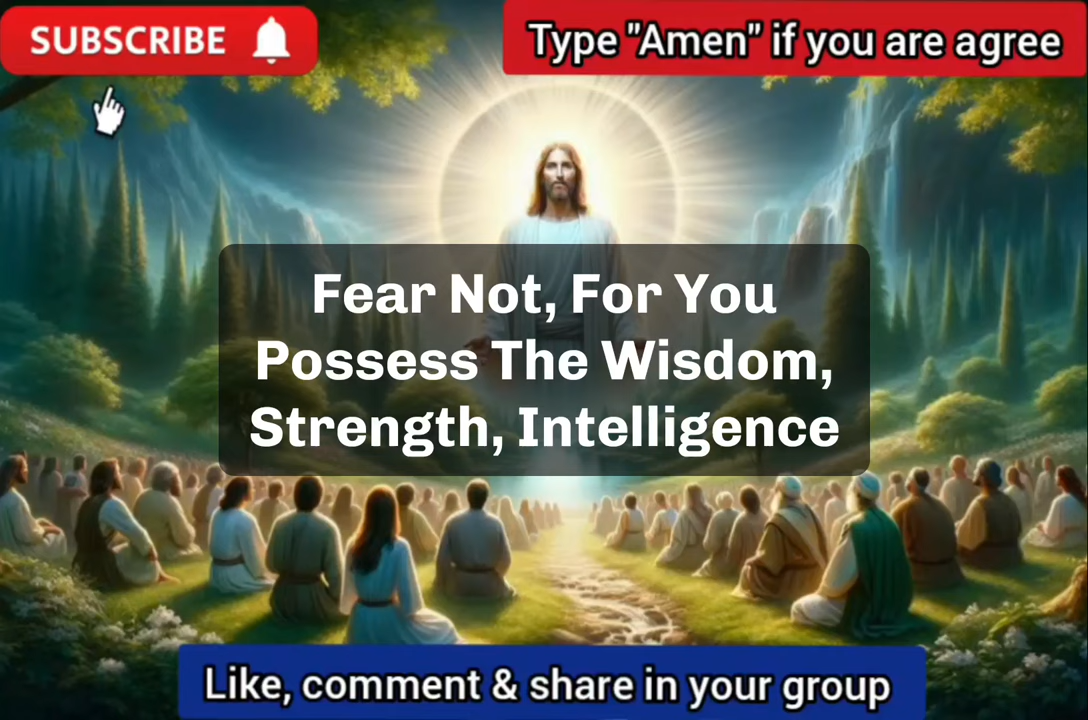 SUBSCRIBE
Type "Amen" if you are agree
Fear Not, For You
Possess The Wisdom,
Strength, Intelligence
Like, comment & share in your group